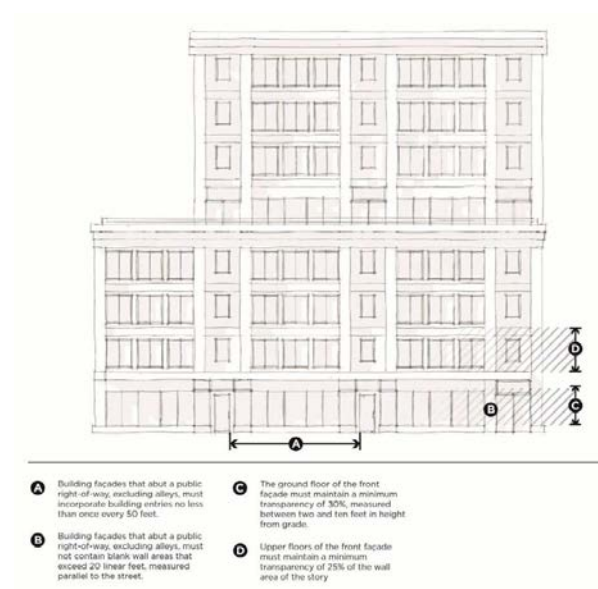 D
B
C
A
A
Building façades that abut a public
right-of-way, excluding alleys, must
incorporate building entries no less
than once every 50 feet.
B
Building façades that abut a public
right-of-way, excluding alleys, must
not contain blank wall areas that
exceed 20 linear feet, measured
parallel to the street.
C
The ground floor of the front
façade must maintain a minimum
transparency of 30%, measured
between two and ten feet in height
from grade.
D
Upper floors of the front façade
must maintain a minimum
transparency of 25% of the wall
area of the story